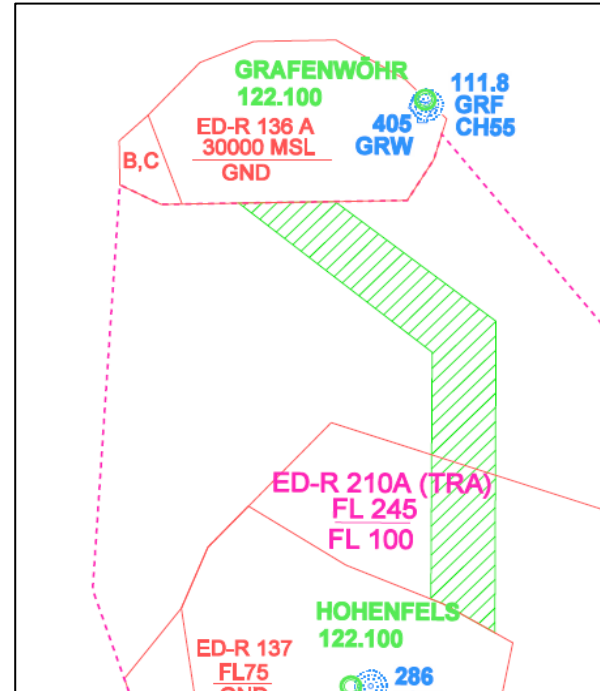 GRAFENWÖHR
122.100
111.8
GRF
CH55
405
GRW
ED-R 136 A
30000 MSL
GND
B,C
ED-R 210A (TRA)
FL 245
FL 100
HOHENFELS
122.100
ED-R 137
FL75
GND
286